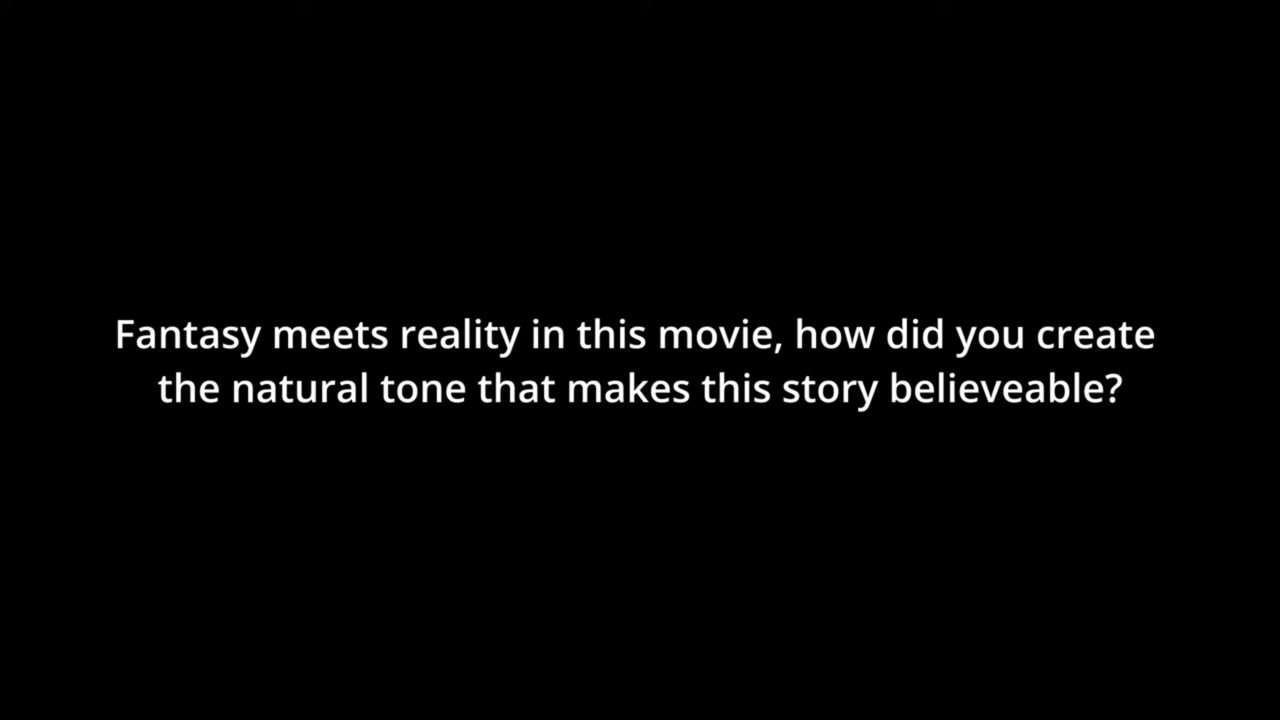 Fantasy meets reality in this movie, how did you create
the natural tone that makes this story believeable?